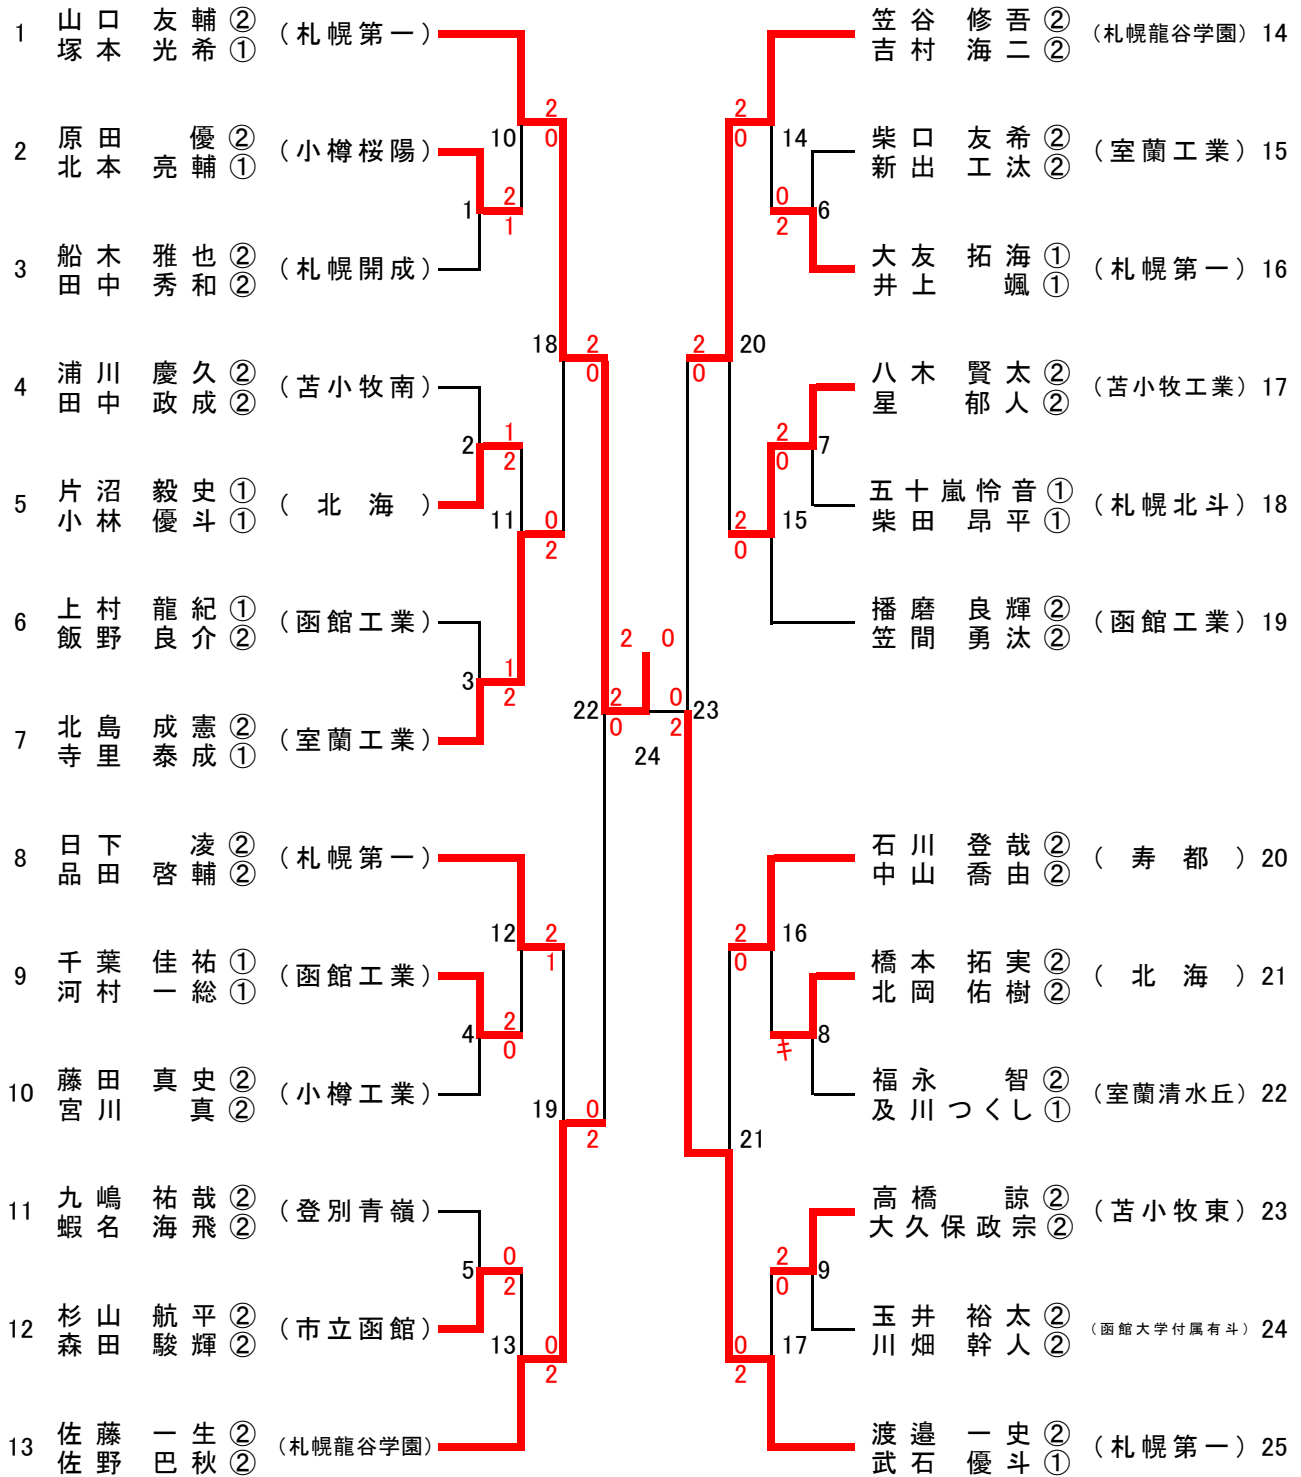 1 山口 友輔② 塚本 光希① (札幌第一)
2 原田 優② 北本 亮輔① (小樽桜陽)
3 船木 雅也② 田中 秀和② (札幌開成)
4 浦川 慶久② 田中 政成② (苫小牧南)
5 片沼 毅史① 小林 優斗① (北海)
6 上村 龍紀① 飯野 良介② (函館工業)
7 北島 成憲② 寺里 泰成① (室蘭工業)
8 日下 凌② 品田 啓輔② (札幌第一)
9 千葉 佳祐① 河村 一総① (函館工業)
10 藤田 真史② 宮川 真② (小樽工業)
11 九嶋 祐哉② 蝦名 海飛② (登別青嶺)
12 杉山 航平② 森田 駿輝② (市立函館)
13 佐藤 一生② 佐野 巴秋② (札幌龍谷学園)
10 2 0
1 2 1
18 2 0
2 1 2
11 0 2
3 1 2
22 2 0
12 2 1
4 2 0
19 0 2
5 0 2
13 0 2
2 0
24
笠谷 修吾② 吉村 海二② (札幌龍谷学園) 14
柴口 友希② 新出 工汰② (室蘭工業) 15
大友 拓海① 井上 颯① (札幌第一) 16
八木 賢太② 星 郁人② (苫小牧工業) 17
五十嵐怜音① 柴田 昂平① (札幌北斗) 18
播磨 良輝② 笠間 勇汰② (函館工業) 19
石川 登哉② 中山 喬由② (寿都) 20
橋本 拓実② 北岡 佑樹② (北海) 21
福永 智② 及川つくし① (室蘭清水丘) 22
高橋 諒② 大久保政宗② (苫小牧東) 23
玉井 裕太② 川畑 幹人② (函館大学付属有斗) 24
渡邉 一史② 武石 優斗① (札幌第一) 25
2 0 14
0 2 6
2 0 20
2 0 7
2 0 15
0 2 23
2 0 16
キ 8
21
2 0 9
0 2 17